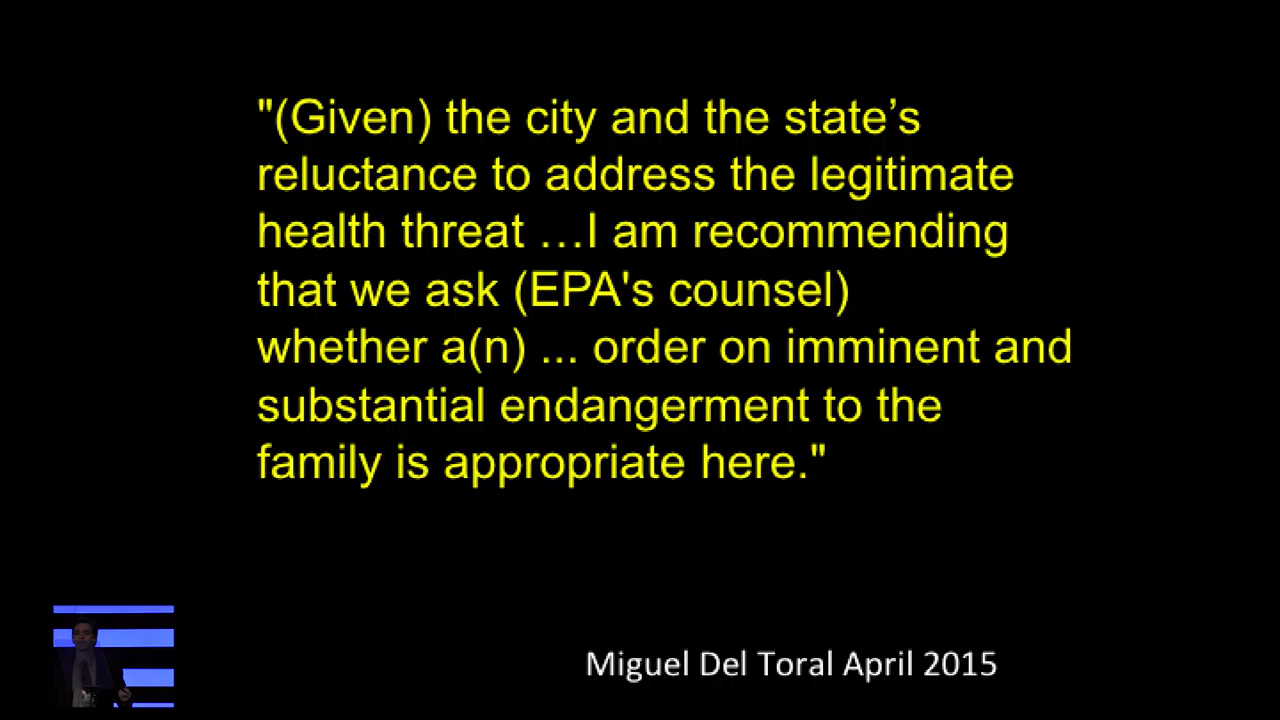 "(Given) the city and the state’s
reluctance to address the legitimate
health threat …I am recommending
that we ask (EPA's counsel)
whether a(n) ... order on imminent and
substantial endangerment to the
family is appropriate here."
Miguel Del Toral April 2015